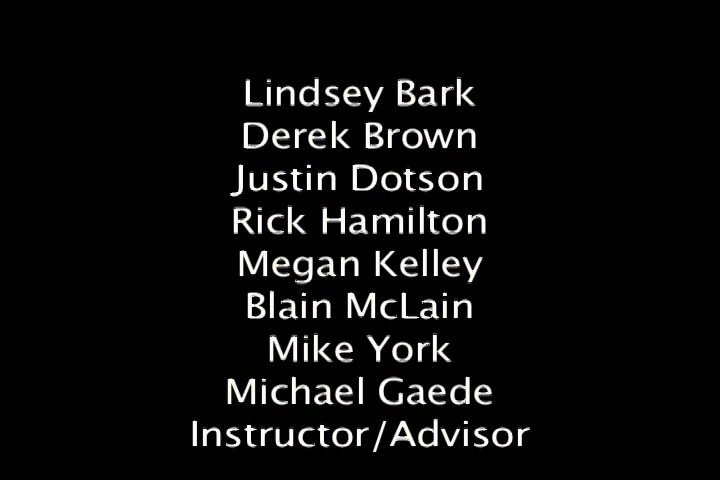 Lindsey Bark
Derek Brown
Justin Dotson
Rick Hamilton
Megan Kelley
Blain McLain
Mike York
Michael Gaede
Instructor/Advisor